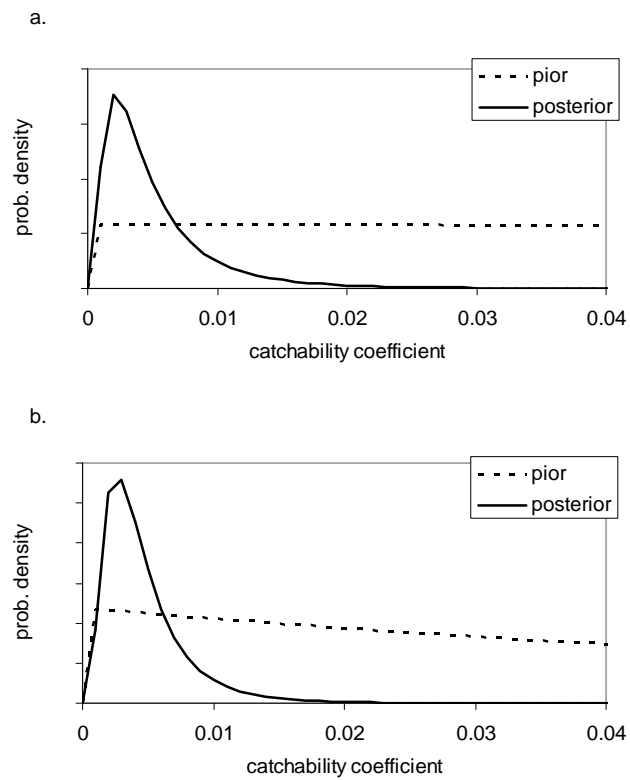 a.
pior
posterior
prob. density
0 0.01 0.02 0.03 0.04
catchability coefficient
b.
pior
posterior
prob. density
0 0.01 0.02 0.03 0.04
catchability coefficient